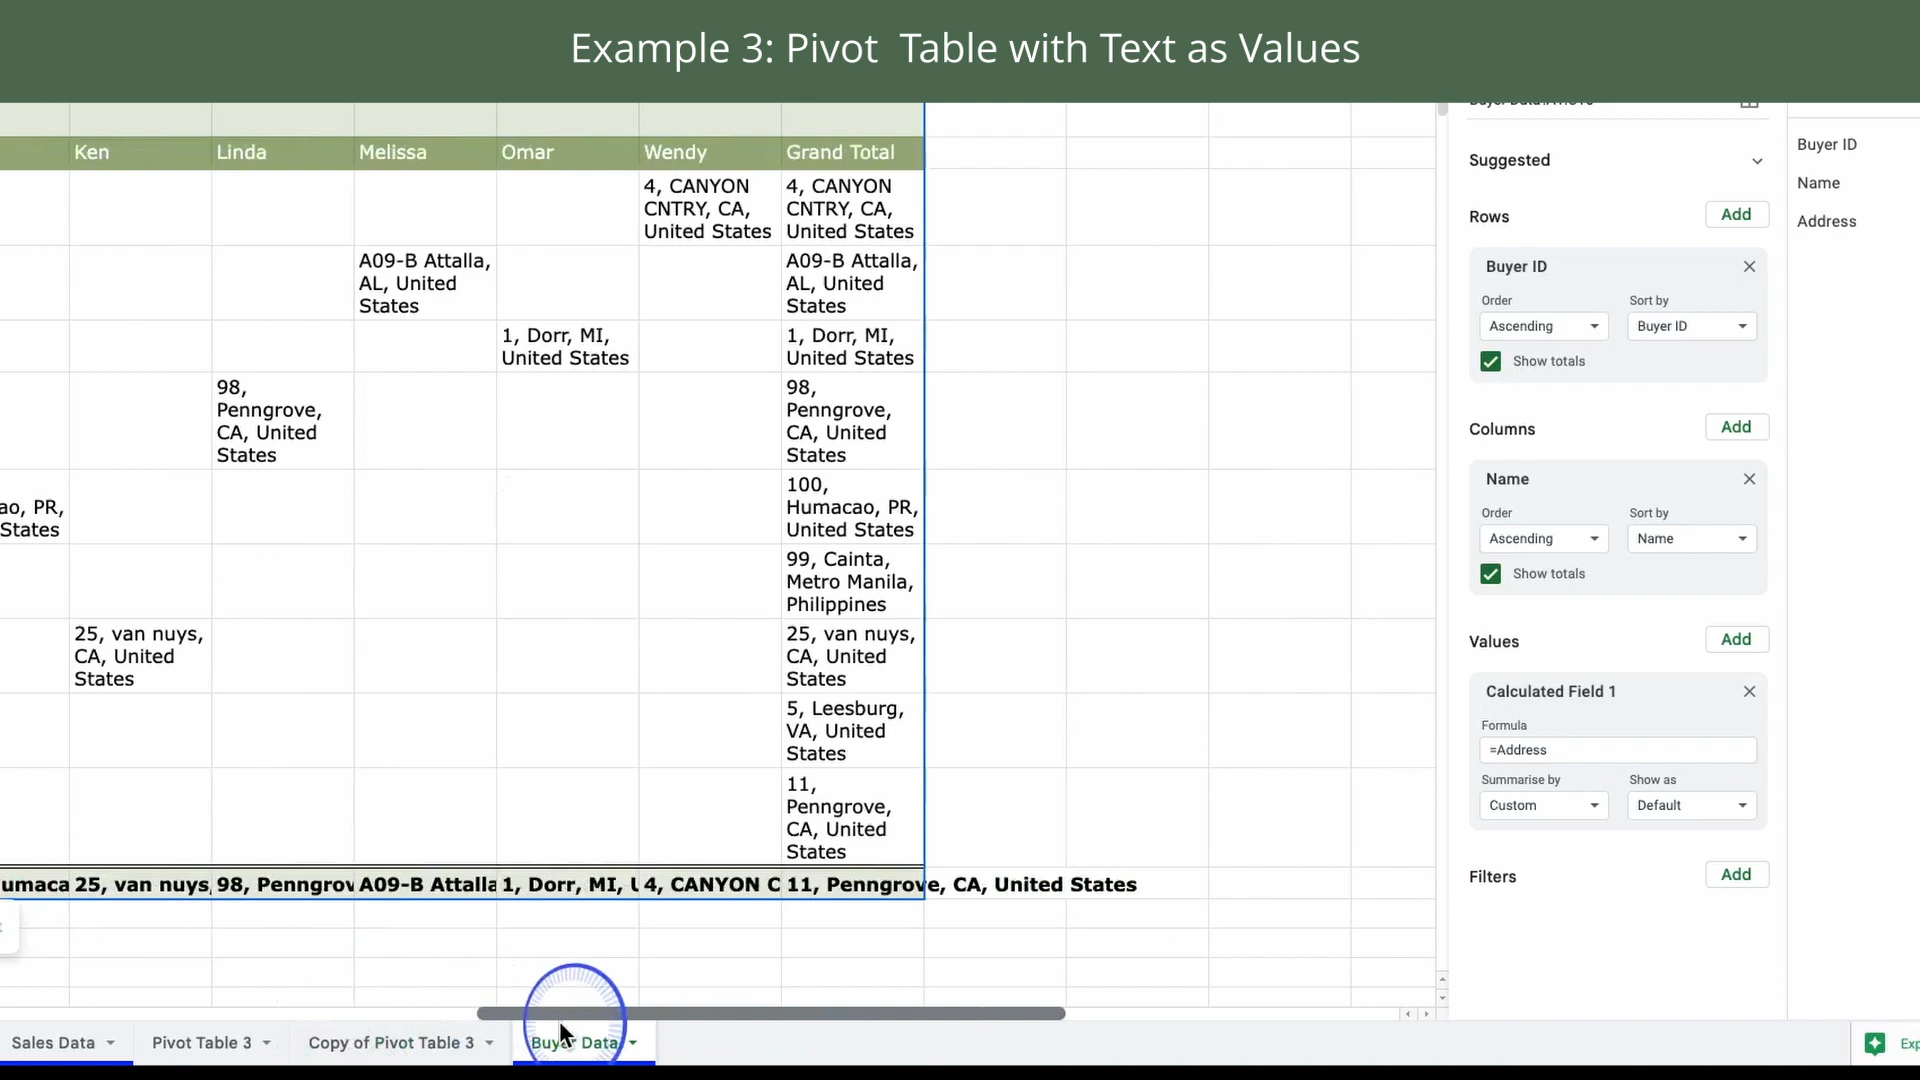 Example 3: Pivot Table with Text as Values
Ken Linda Melissa Omar Wendy Grand Total
4, CANYON
CNTRY, CA,
United States
4, CANYON
CNTRY, CA,
United States
A09-B Attalla,
AL, United
States
A09-B Attalla,
AL, United
States
1, Dorr, MI,
United States
1, Dorr, MI,
United States
98,
Penngrove,
CA, United
States
98,
Penngrove,
CA, United
States
ao, PR,
States
100,
Humacao, PR,
United States
99, Cainta,
Metro Manila,
Philippines
25, van nuys,
CA, United
States
25, van nuys,
CA, United
States
5, Leesburg,
VA, United
States
11,
Penngrove,
CA, United
States
umaca 25, van nuys, 98, Penngrov A09-B Attalla 1, Dorr, MI, U 4, CANYON C 11, Penngrove, CA, United States
Suggested
Rows Add
Buyer ID
Order Sort by
Ascending Buyer ID
Show totals
Columns Add
Name
Order Sort by
Ascending Name
Show totals
Values Add
Calculated Field 1
Formula
=Address
Summarise by Show as
Custom Default
Filters Add
Buyer ID
Name
Address
Sales Data Pivot Table 3 Copy of Pivot Table 3 Buyer Data
Exp